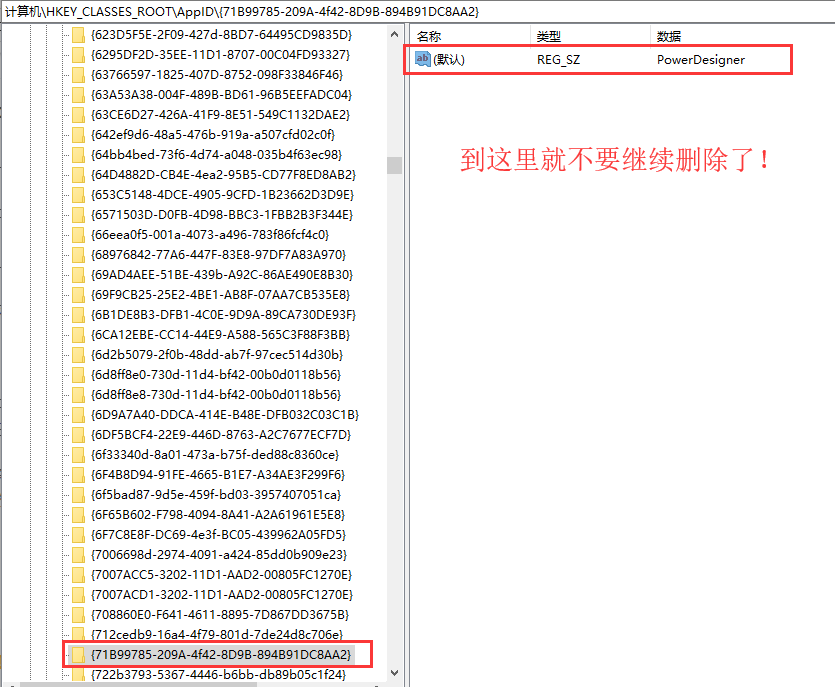 计算机\HKEY_CLASSES_ROOT\AppID\{71B99785-209A-4f42-8D9B-894B91DC8AA2}
{623D5F5E-2F09-427d-8BD7-64495CD9835D}
{6295DF2D-35EE-11D1-8707-00C04FD93327}
{63766597-1825-407D-8752-098F33846F46}
{63A53A38-004F-489B-BD61-96B5EEFADC04}
{63CE6D27-426A-41F9-8E51-549C1132DAE2}
{642ef9d6-48a5-476b-919a-a507cfd02c0f}
{64bb4bed-73f6-4d74-a048-035b4f63ec98}
{64D4882D-CB4E-4ea2-95B5-CD77F8ED8AB2}
{653C5148-4DCE-4905-9CFD-1B23662D3D9E}
{6571503D-D0FB-4D98-BBC3-1FBB2B3F344E}
{66eea0f5-001a-4073-a496-783f86fcf4c0}
{68976842-77A6-447F-83E8-97DF7A83A970}
{69AD4AEE-51BE-439b-A92C-86AE490E8B30}
{69F9CB25-25E2-4BE1-AB8F-07AA7CB535E8}
{6B1DE8B3-DFB1-4C0E-9D9A-89CA730DE93F}
{6CA12EBE-CC14-44E9-A588-565C3F88F3BB}
{6d2b5079-2f0b-48dd-ab7f-97cec514d30b}
{6d8ff8e0-730d-11d4-bf42-00b0d0118b56}
{6d8ff8e8-730d-11d4-bf42-00b0d0118b56}
{6D9A7A40-DDCA-414E-B48E-DFB032C03C1B}
{6DF5BCF4-22E9-446D-8763-A2C7677ECF7D}
{6f33340d-8a01-473a-b75f-ded88c8360ce}
{6F4B8D94-91FE-4665-B1E7-A34AE3F299F6}
{6f5bad87-9d5e-459f-bd03-3957407051ca}
{6F65B602-F798-4094-8A41-A2A61961E5E8}
{6F7C8E8F-DC69-4e3f-BC05-439962A05FD5}
{7006698d-2974-4091-a424-85dd0b909e23}
{7007ACC5-3202-11D1-AAD2-00805FC1270E}
{7007ACD1-3202-11D1-AAD2-00805FC1270E}
{708860E0-F641-4611-8895-7D867DD3675B}
{712cedb9-16a4-4f79-801d-7de24d8c706e}
{71B99785-209A-4f42-8D9B-894B91DC8AA2}
{722b3793-5367-4446-b6bb-db89b05c1f24}
名称 类型 数据
(默认) REG_SZ PowerDesigner
到这里就不要继续删除了！